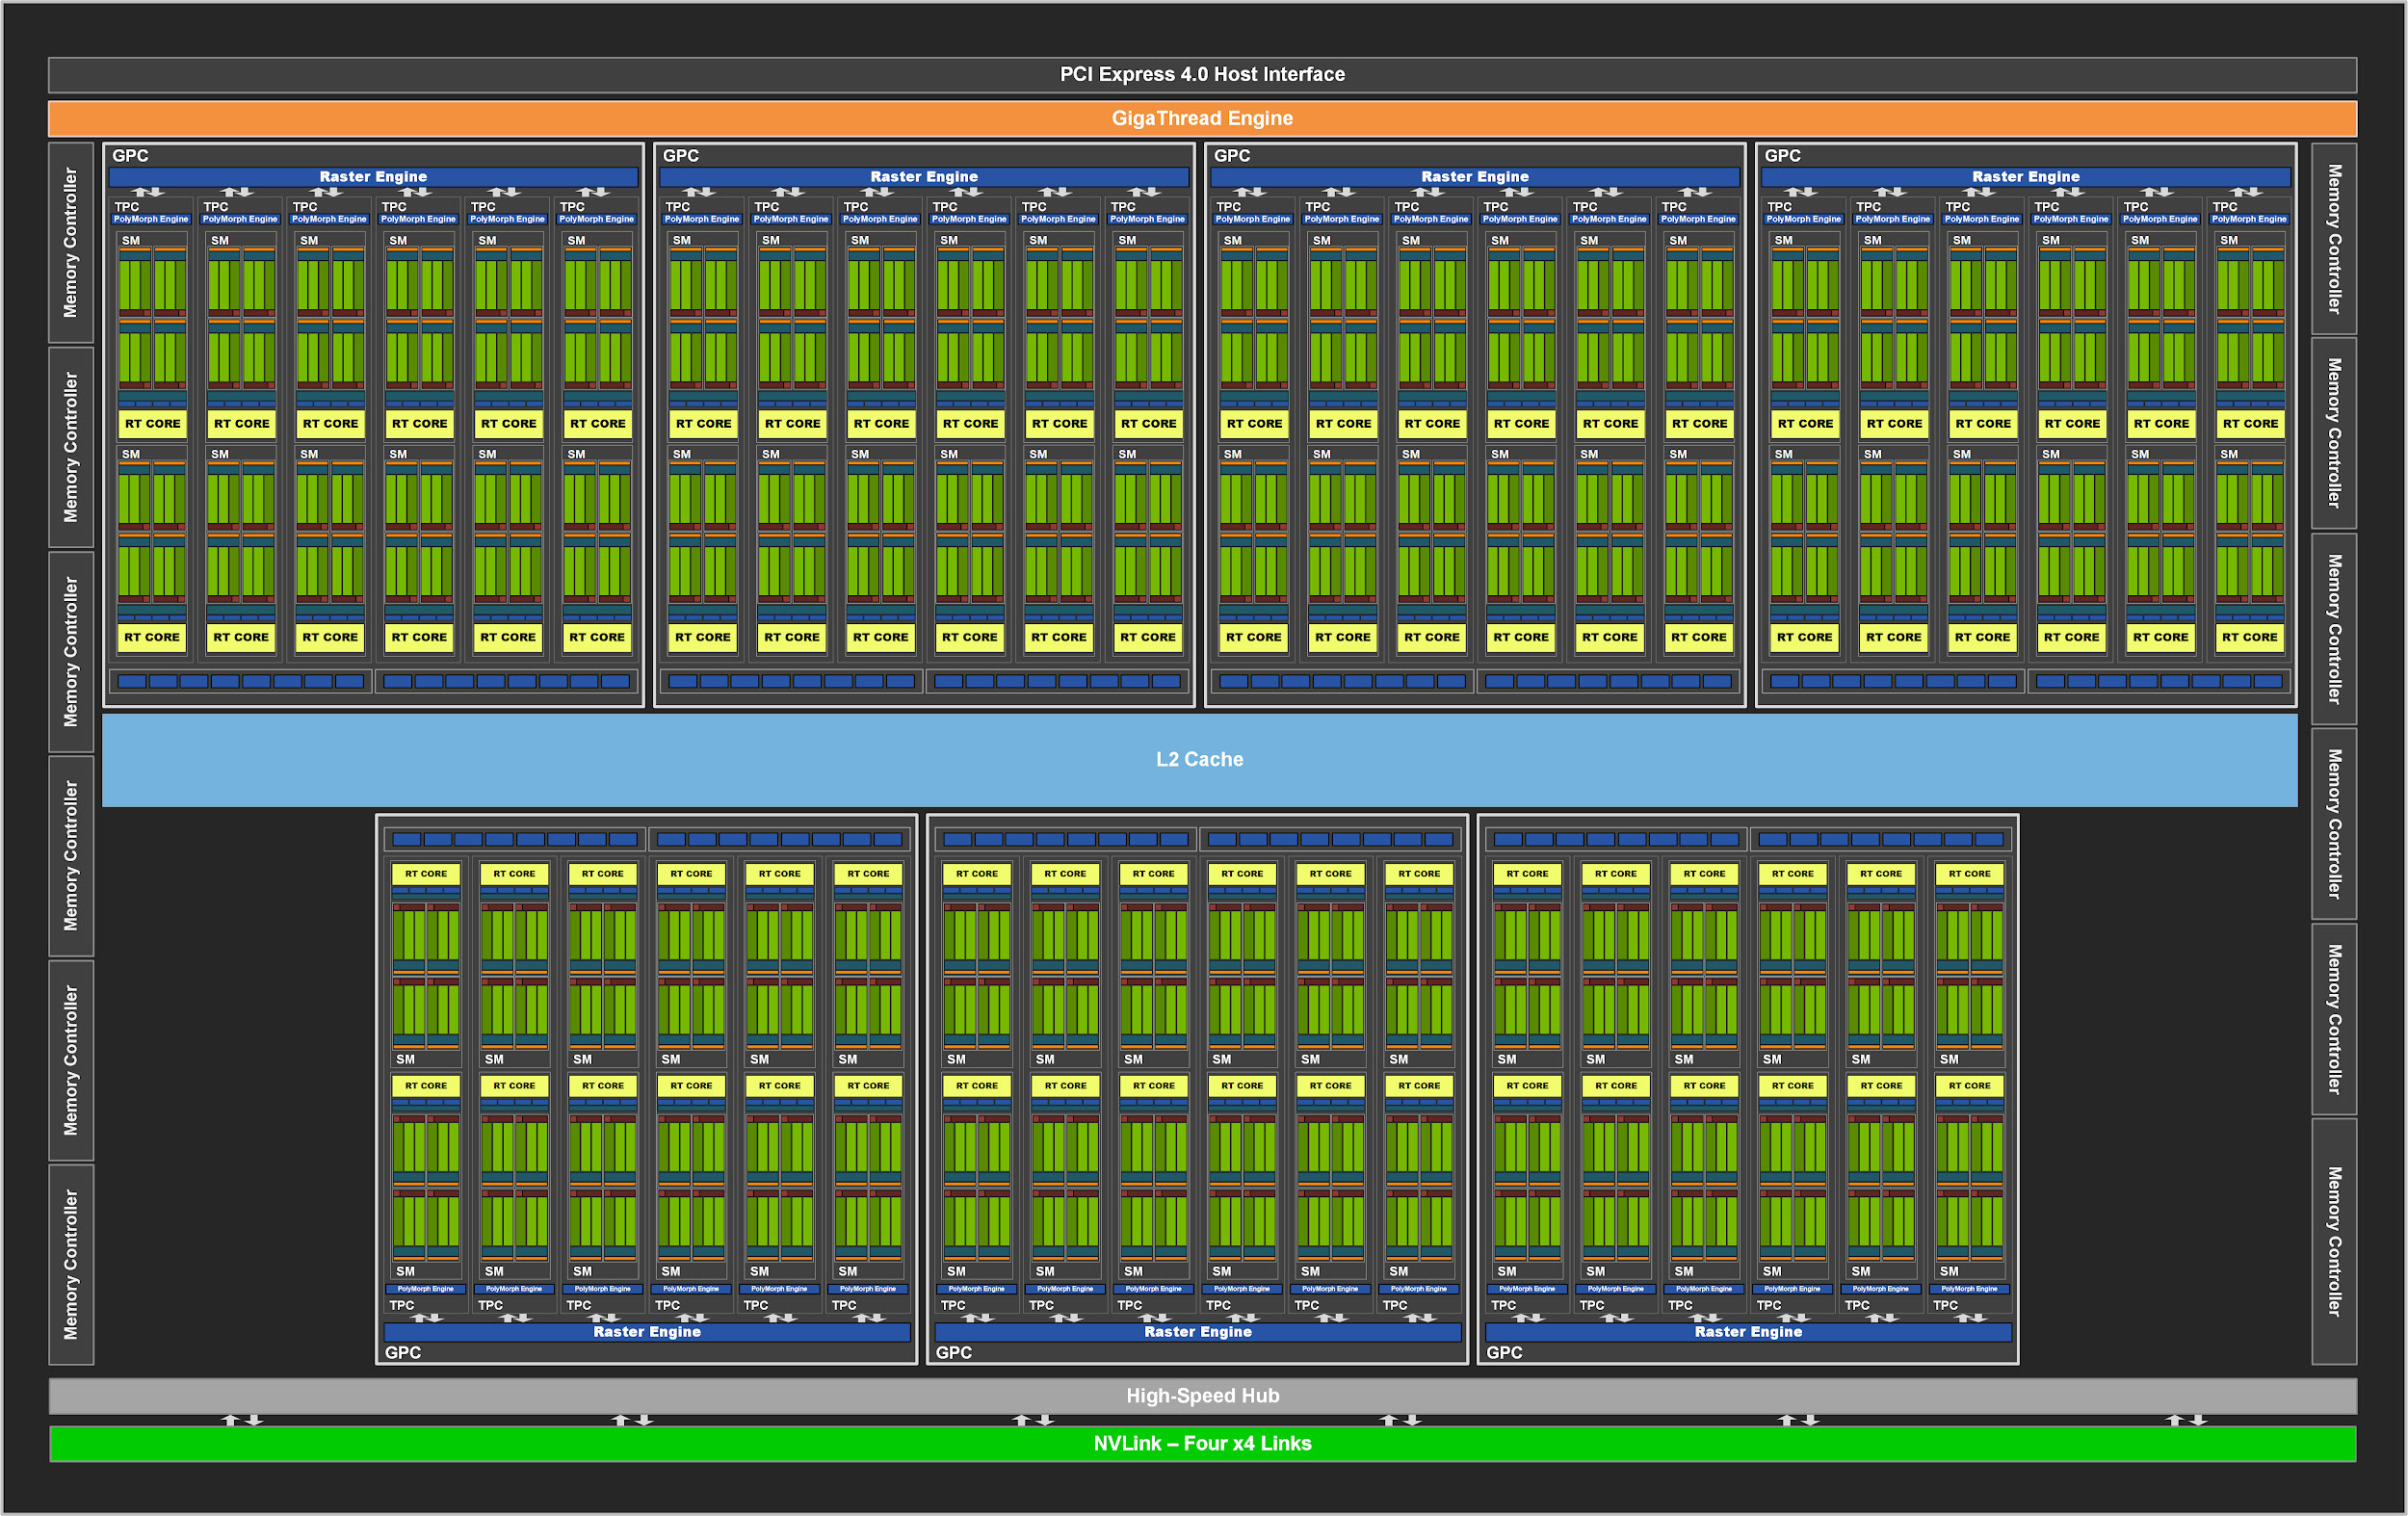 PCI Express 4.0 Host Interface
GigaThread Engine
Memory Controller
Memory Controller
Memory Controller
Memory Controller
Memory Controller
Memory Controller
GPC GPC GPC GPC
Raster Engine Raster Engine Raster Engine Raster Engine
TPC TPC TPC TPC TPC TPC TPC TPC TPC TPC TPC TPC TPC TPC TPC TPC TPC TPC TPC TPC TPC TPC TPC TPC
PolyMorph Engine PolyMorph Engine PolyMorph Engine PolyMorph Engine PolyMorph Engine PolyMorph Engine PolyMorph Engine PolyMorph Engine PolyMorph Engine PolyMorph Engine PolyMorph Engine PolyMorph Engine PolyMorph Engine PolyMorph Engine PolyMorph Engine PolyMorph Engine PolyMorph Engine PolyMorph Engine PolyMorph Engine PolyMorph Engine PolyMorph Engine PolyMorph Engine PolyMorph Engine PolyMorph Engine
SM SM SM SM SM SM SM SM SM SM SM SM SM SM SM SM SM SM SM SM SM SM SM SM
RT CORE RT CORE RT CORE RT CORE RT CORE RT CORE RT CORE RT CORE RT CORE RT CORE RT CORE RT CORE RT CORE RT CORE RT CORE RT CORE RT CORE RT CORE RT CORE RT CORE RT CORE RT CORE RT CORE RT CORE
SM SM SM SM SM SM SM SM SM SM SM SM SM SM SM SM SM SM SM SM SM SM SM SM
RT CORE RT CORE RT CORE RT CORE RT CORE RT CORE RT CORE RT CORE RT CORE RT CORE RT CORE RT CORE RT CORE RT CORE RT CORE RT CORE RT CORE RT CORE RT CORE RT CORE RT CORE RT CORE RT CORE RT CORE
L2 Cache
RT CORE RT CORE RT CORE RT CORE RT CORE RT CORE RT CORE RT CORE RT CORE RT CORE RT CORE RT CORE RT CORE RT CORE RT CORE RT CORE RT CORE RT CORE
SM SM SM SM SM SM SM SM SM SM SM SM SM SM SM SM SM SM
RT CORE RT CORE RT CORE RT CORE RT CORE RT CORE RT CORE RT CORE RT CORE RT CORE RT CORE RT CORE RT CORE RT CORE RT CORE RT CORE RT CORE RT CORE
SM SM SM SM SM SM SM SM SM SM SM SM SM SM SM SM SM SM
PolyMorph Engine PolyMorph Engine PolyMorph Engine PolyMorph Engine PolyMorph Engine PolyMorph Engine PolyMorph Engine PolyMorph Engine PolyMorph Engine PolyMorph Engine PolyMorph Engine PolyMorph Engine PolyMorph Engine PolyMorph Engine PolyMorph Engine PolyMorph Engine PolyMorph Engine PolyMorph Engine
TPC TPC TPC TPC TPC TPC TPC TPC TPC TPC TPC TPC TPC TPC TPC TPC TPC TPC
Raster Engine Raster Engine Raster Engine
GPC GPC GPC
Memory Controller
Memory Controller
Memory Controller
Memory Controller
Memory Controller
Memory Controller
High-Speed Hub
NVLink – Four x4 Links